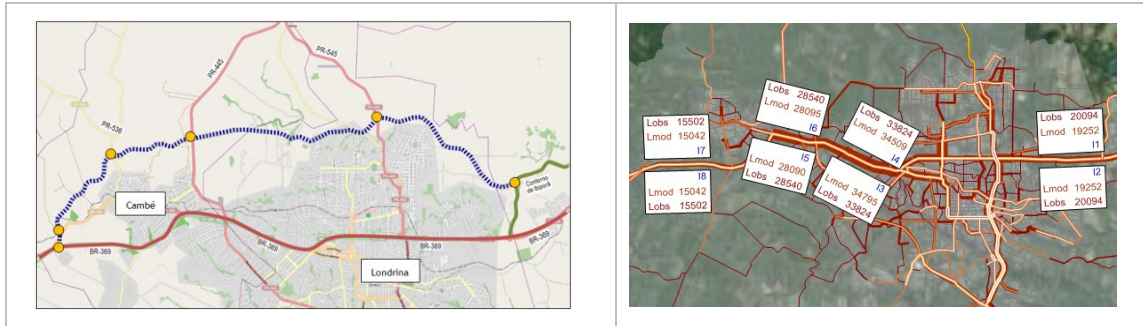 PR-445
PR-545
PR-536
Contorno
de Ibiporã
Cambé
BR-369
BR-369
BR-369
BR-369
Londrina
Lobs 15502
Lmod 15042
I7
Lobs 28540
Lmod 28095
I6
Lobs 33824
Lmod 34509
I4
Lobs 20094
Lmod 19252
I1
I8
Lmod 15042
Lobs 15502
I5
Lmod 28090
Lobs 28540
I3
Lmod 34795
Lobs 33824
I2
Lmod 19252
Lobs 20094